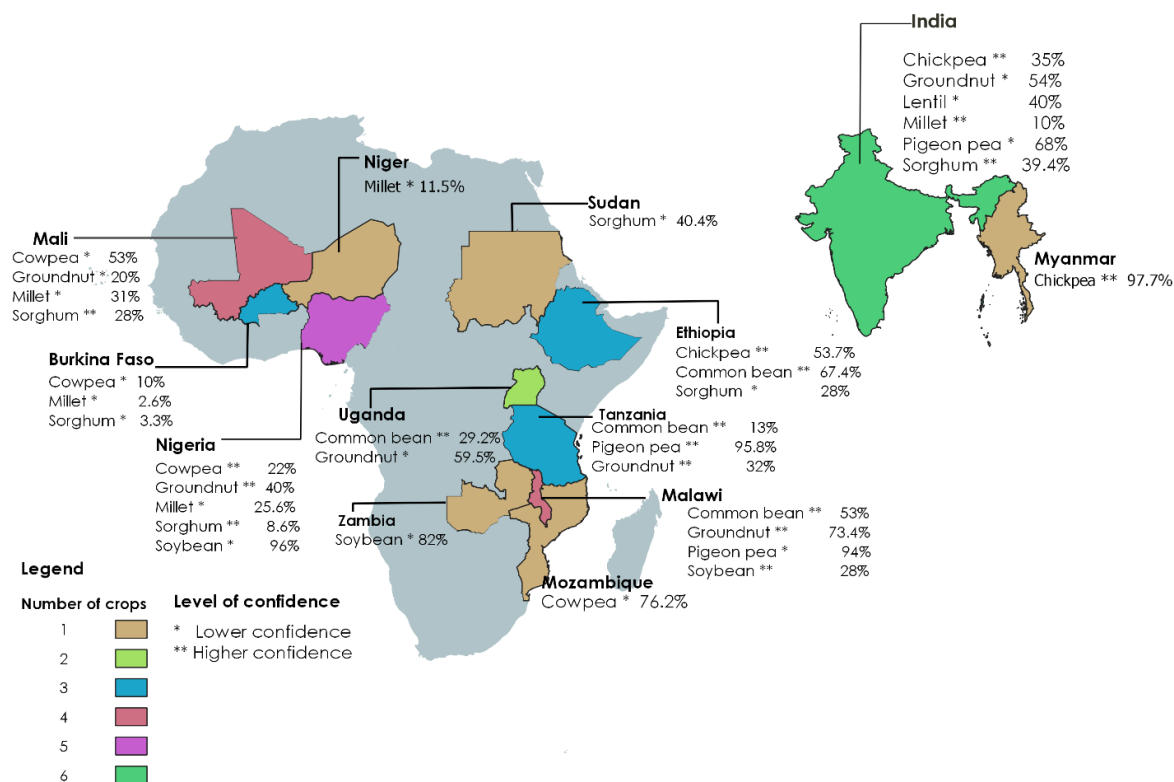 India
Chickpea ** 35%
Groundnut * 54%
Lentil * 40%
Millet ** 10%
Pigeon pea * 68%
Sorghum ** 39.4%
Niger
Millet * 11.5%
Sudan
Sorghum * 40.4%
Mali
Cowpea * 53%
Groundnut * 20%
Millet * 31%
Sorghum ** 28%
Myanmar
Chickpea ** 97.7%
Ethiopia
Chickpea ** 53.7%
Common bean ** 67.4%
Sorghum * 28%
Burkina Faso
Cowpea * 10%
Millet * 2.6%
Sorghum * 3.3%
Uganda
Common bean ** 29.2%
Groundnut * 59.5%
Tanzania
Common bean ** 13%
Pigeon pea ** 95.8%
Groundnut ** 32%
Nigeria
Cowpea ** 22%
Groundnut ** 40%
Millet * 25.6%
Sorghum ** 8.6%
Soybean * 96%
Zambia
Soybean * 82%
Malawi
Common bean ** 53%
Groundnut ** 73.4%
Pigeon pea * 94%
Soybean ** 28%
Mozambique
Cowpea * 76.2%
Legend
Number of crops
1
2
3
4
5
6
Level of confidence
* Lower confidence
** Higher confidence